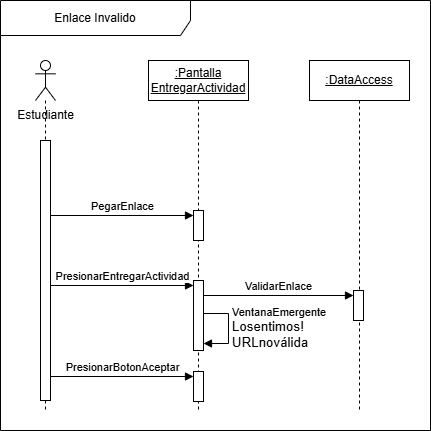 Enlace Invalido
:Pantalla
EntregarActividad
:DataAccess
Estudiante
PegarEnlace
PresionarEntregarActividad
ValidarEnlace
VentanaEmergente
Losentimos!
URLnoválida
PresionarBotonAceptar